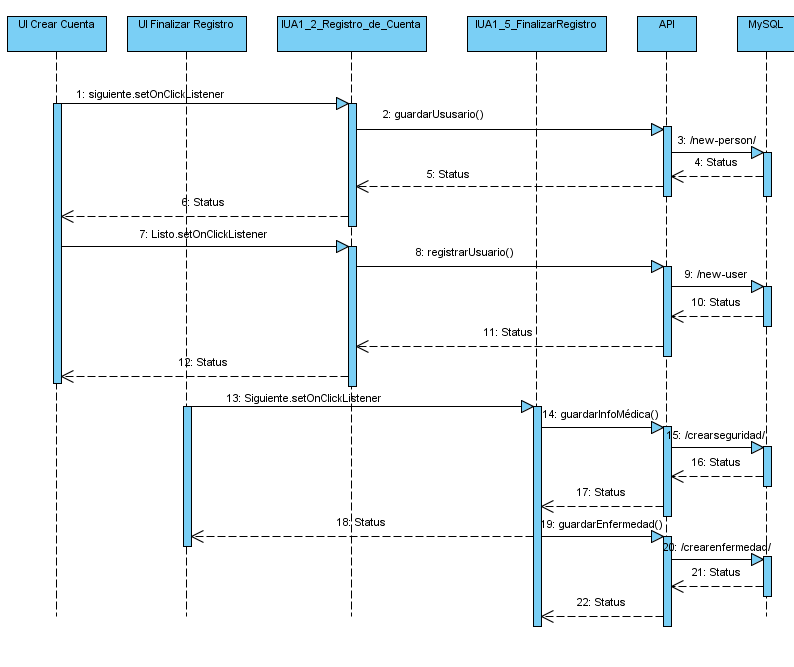 UI Crear Cuenta
UI Finalizar Registro
IUA1_2_Registro_de_Cuenta
IUA1_5_FinalizarRegistro
API
MySQL
1: siguiente.setOnClickListener
2: guardarUsusario()
3: /new-person/
4: Status
5: Status
6: Status
7: Listo.setOnClickListener
8: registrarUsuario()
9: /new-user
10: Status
11: Status
12: Status
13: Siguiente.setOnClickListener
14: guardarInfoMédica()
15: /crearseguridad/
16: Status
17: Status
18: Status
19: guardarEnfermedad()
20: /crearenfermedad/
21: Status
22: Status